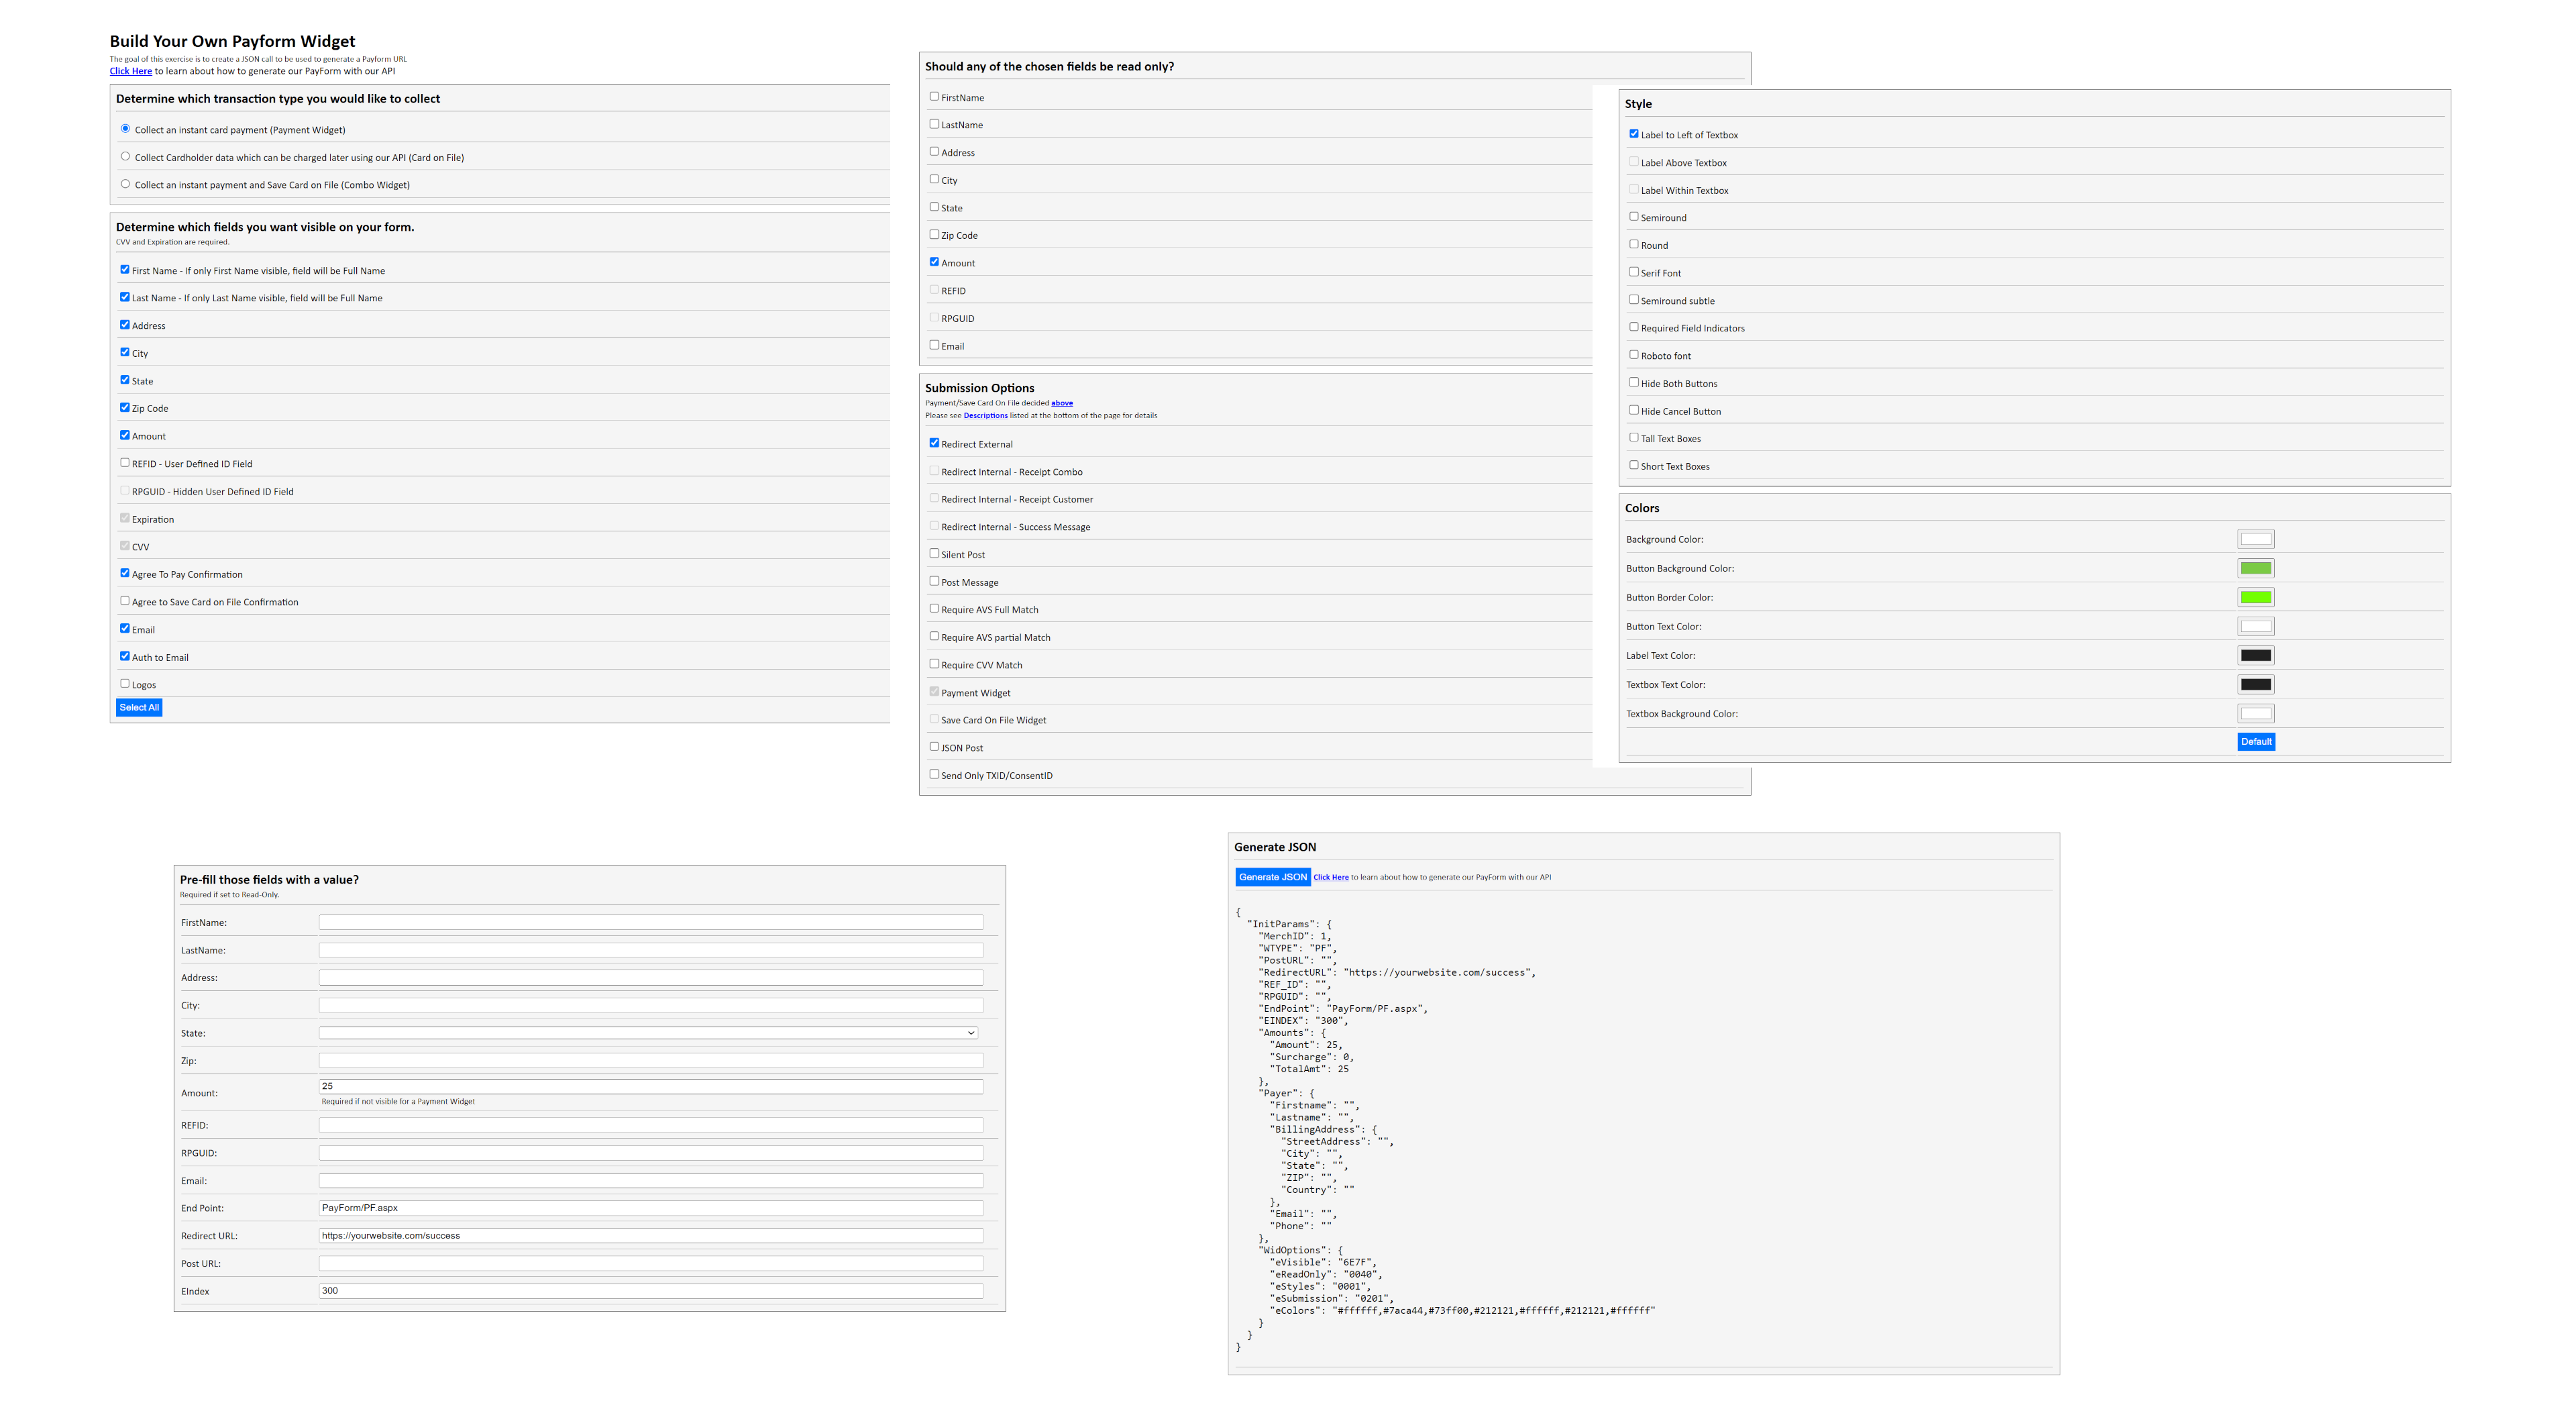 Build Your Own Payform Widget
The goal of this exercise is to create a JSON call to be used to generate a Payform URL
Click Here to learn about how to generate our PayForm with our API
Determine which transaction type you would like to collect
Collect an instant card payment (Payment Widget)
Collect Cardholder data which can be charged later using our API (Card on File)
Collect an instant payment and Save Card on File (Combo Widget)
Determine which fields you want visible on your form.
CVV and Expiration are required.
First Name - If only First Name visible, field will be Full Name
Last Name - If only Last Name visible, field will be Full Name
Address
City
State
Zip Code
Amount
REFID - User Defined ID Field
RPGUID - Hidden User Defined ID Field
Expiration
CVV
Agree To Pay Confirmation
Agree to Save Card on File Confirmation
Email
Auth to Email
Logos
Select All
Should any of the chosen fields be read only?
FirstName
LastName
Address
City
State
Zip Code
Amount
REFID
RPGUID
Email
Submission Options
Payment/Save Card On File decided above
Please see Descriptions listed at the bottom of the page for details
Redirect External
Redirect Internal - Receipt Combo
Redirect Internal - Receipt Customer
Redirect Internal - Success Message
Silent Post
Post Message
Require AVS Full Match
Require AVS partial Match
Require CVV Match
Payment Widget
Save Card On File Widget
JSON Post
Send Only TXID/ConsentID
Style
Label to Left of Textbox
Label Above Textbox
Label Within Textbox
Semiround
Round
Serif Font
Semiround subtle
Required Field Indicators
Roboto font
Hide Both Buttons
Hide Cancel Button
Tall Text Boxes
Short Text Boxes
Colors
Background Color:
Button Background Color:
Button Border Color:
Button Text Color:
Label Text Color:
Textbox Text Color:
Textbox Background Color:
Default
Pre-fill those fields with a value?
Required if set to Read-Only.
FirstName:
LastName:
Address:
City:
State:
Zip:
Amount: 25
Required if not visible for a Payment Widget
REFID:
RPGUID:
Email:
End Point: PayForm/PF.aspx
Redirect URL: https://yourwebsite.com/success
Post URL:
EIndex 300
Generate JSON
Generate JSON Click Here to learn about how to generate our PayForm with our API
{
"InitParams": {
"MerchID": 1,
"WTYPE": "PF",
"PostURL": "",
"RedirectURL": "https://yourwebsite.com/success",
"REF_ID": "",
"RPGUID": "",
"EndPoint": "PayForm/PF.aspx",
"EINDEX": "300",
"Amounts": {
"Amount": 25,
"Surcharge": 0,
"TotalAmt": 25
},
"Payer": {
"Firstname": "",
"Lastname": "",
"BillingAddress": {
"StreetAddress": "",
"City": "",
"State": "",
"ZIP": "",
"Country": ""
},
"Email": "",
"Phone": ""
},
"WidOptions": {
"eVisible": "6E7F",
"eReadOnly": "0040",
"eStyles": "0001",
"eSubmission": "0201",
"eColors": "#ffffff,#7aca44,#73ff00,#212121,#ffffff,#212121,#ffffff"
}
}
}